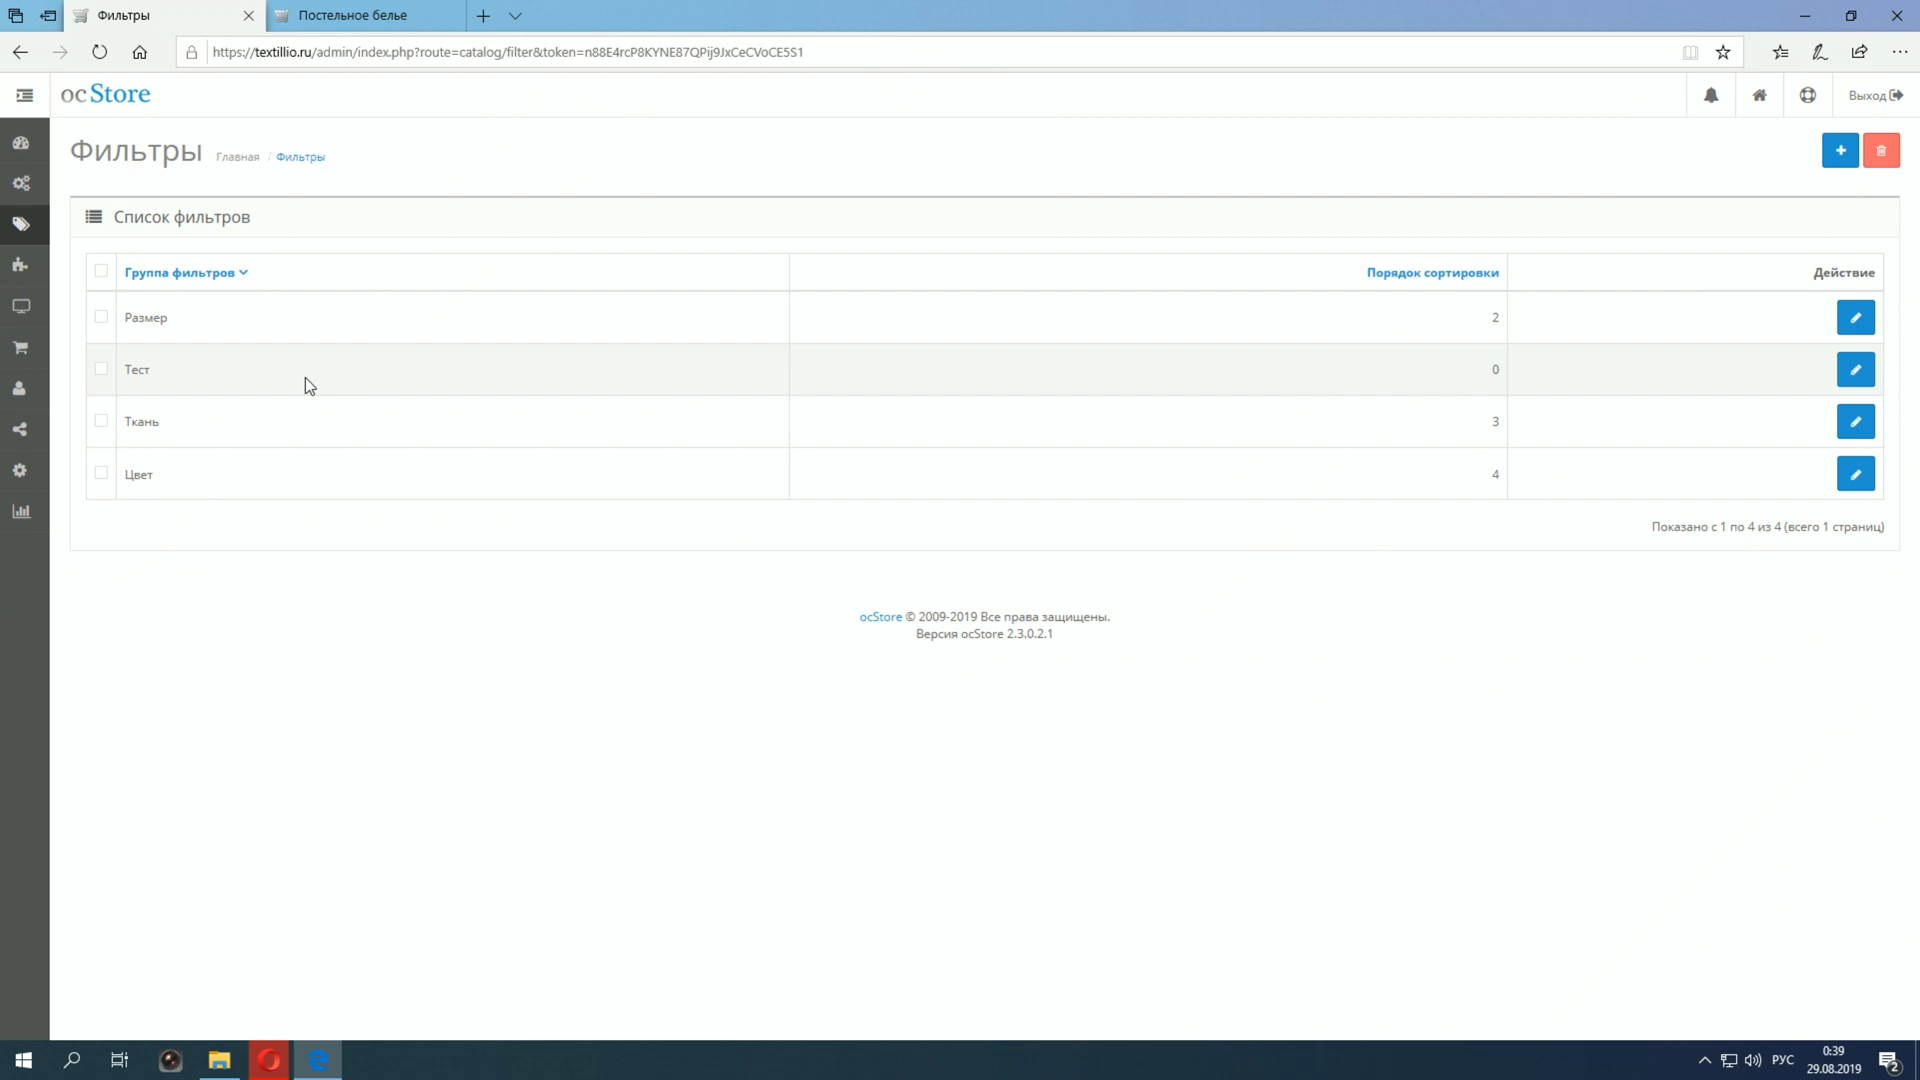 Фильтры
Постельное белье
https://textillio.ru/admin/index.php?route=catalog/filter&token=n88E4rcP8KYNE87QPij9JxCeCVoCE5S1
ocStore
Выход
Фильтры Главная / Фильтры
Список фильтров
Группа фильтров Порядок сортировки Действие
Размер 2
Тест 0
Ткань 3
Цвет 4
Показано с 1 по 4 из 4 (всего 1 страниц)
ocStore © 2009-2019 Все права защищены.
Версия ocStore 2.3.0.2.1
РУС
0:39
29.08.2019
2